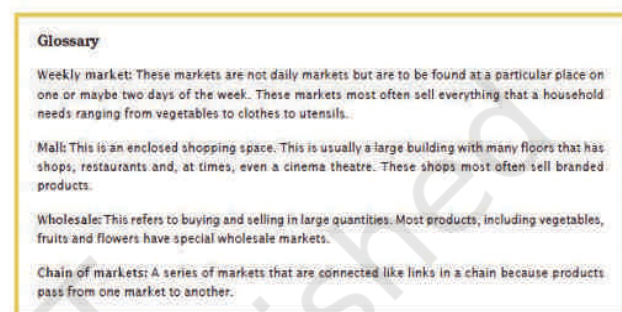 Glossary
Weekly market: These markets are not daily markets but are to be found at a particular place on
one or maybe two days of the week. These markets most often sell everything that a household
needs ranging from vegetables to clothes to utensils.
Mall: This is an enclosed shopping space. This is usually a large building with many floors that has
shops, restaurants and, at times, even a cinema theatre. These shops most often sell branded
products.
Wholesale: This refers to buying and selling in large quantities. Most products, including vegetables,
fruits and flowers have special wholesale markets.
Chain of markets: A series of markets that are connected like links in a chain because products
pass from one market to another.